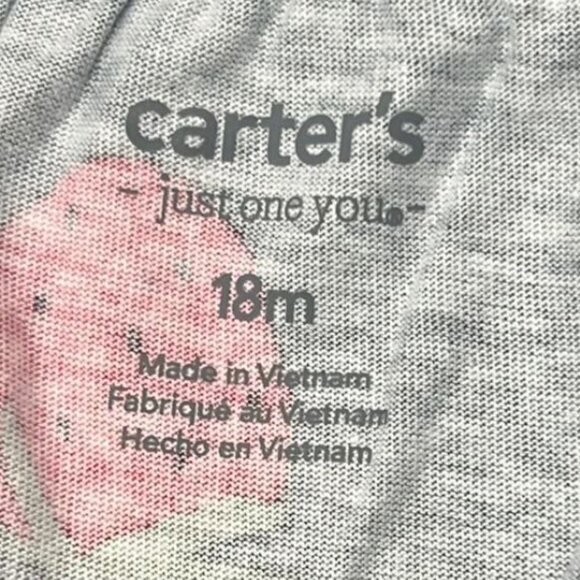 carter's
- just one you®-
18m
Made in Vietnam
Fabriqué au Vietnam
Hecho en Vietnam